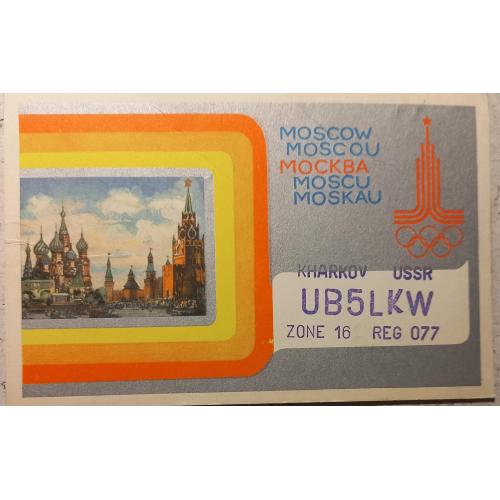 MOSCOW
MOSCOU
МОСКВА
MOSCU
MOSKAU
KHARKOV USSR
UB5LKW
ZONE 16 REG 077